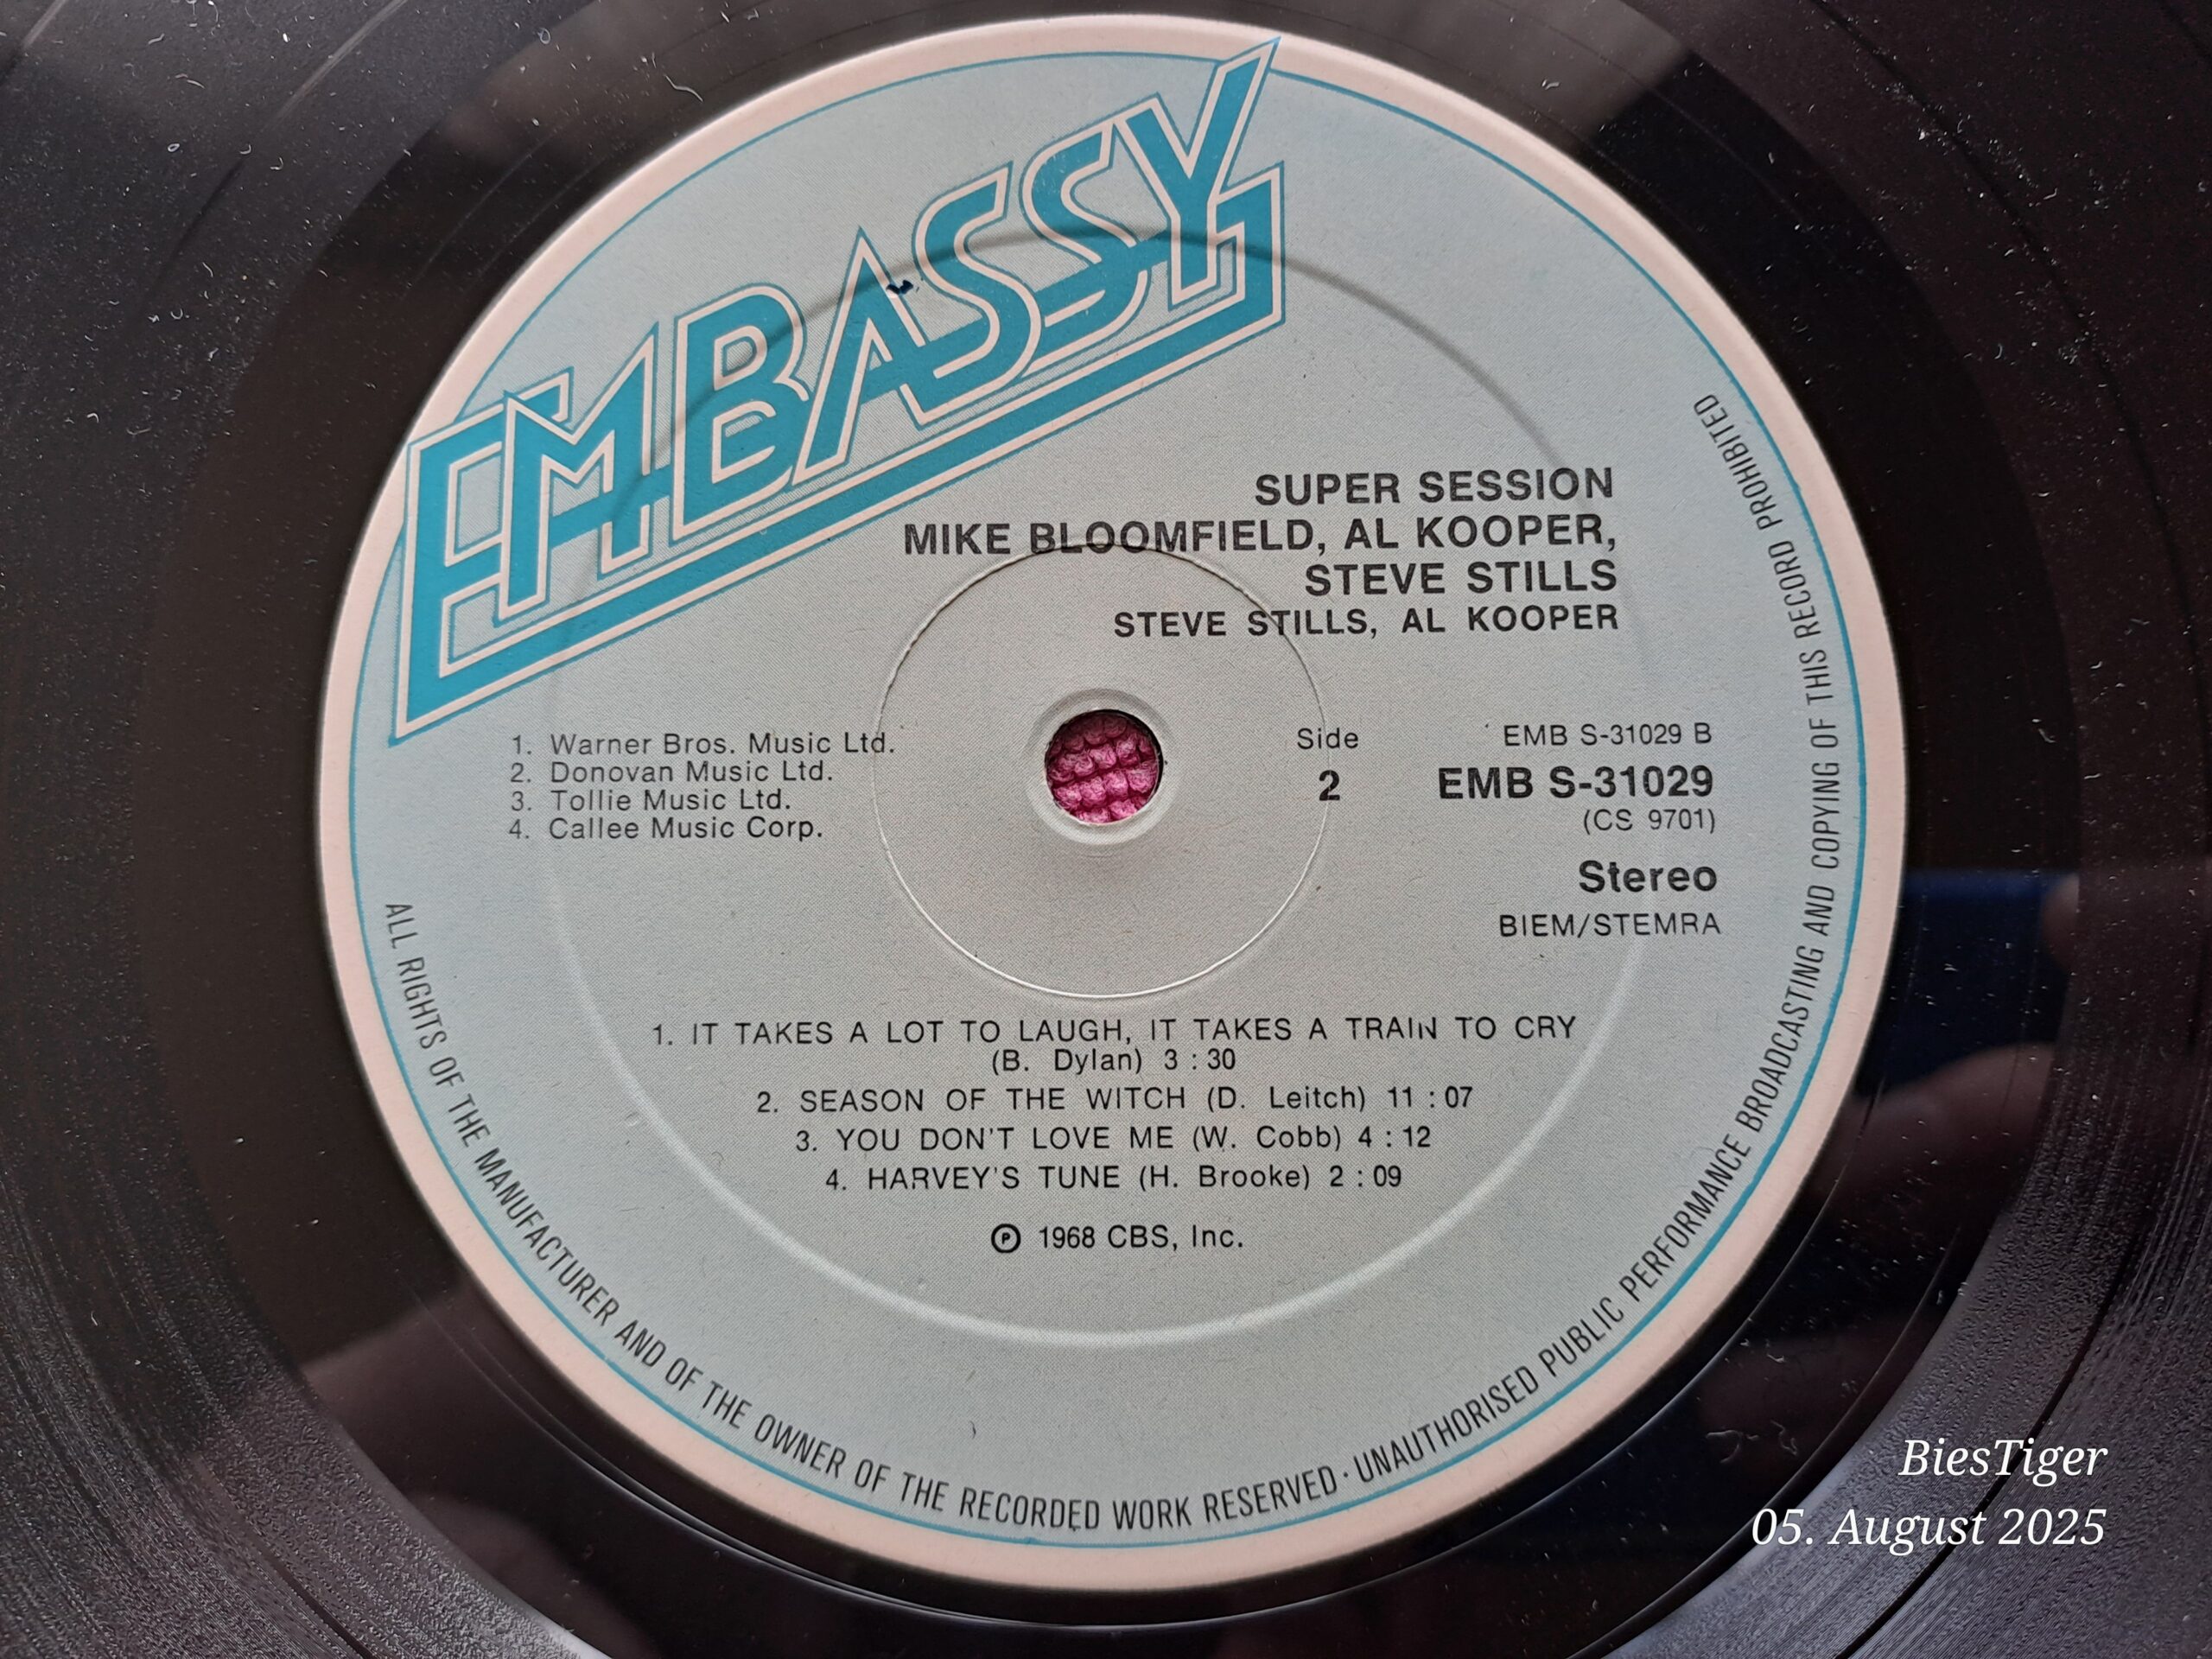 EMBASSY
SUPER SESSION
MIKE BLOOMFIELD, AL KOOPER,
STEVE STILLS
STEVE STILLS, AL KOOPER
1. Warner Bros. Music Ltd.
2. Donovan Music Ltd.
3. Tollie Music Ltd.
4. Callee Music Corp.
Side
2
EMB S-31029 B
EMB S-31029
(CS 9701)
Stereo
BIEM/STEMRA
1. IT TAKES A LOT TO LAUGH, IT TAKES A TRAIN TO CRY
(B. Dylan) 3 : 30
2. SEASON OF THE WITCH (D. Leitch) 11 : 07
3. YOU DON'T LOVE ME (W. Cobb) 4 : 12
4. HARVEY'S TUNE (H. Brooke) 2 : 09
℗ 1968 CBS, Inc.
ALL RIGHTS OF THE MANUFACTURER AND OF THE OWNER OF THE RECORDED WORK RESERVED · UNAUTHORISED PUBLIC PERFORMANCE BROADCASTING AND COPYING OF THIS RECORD PROHIBITED
BiesTiger
05. August 2025